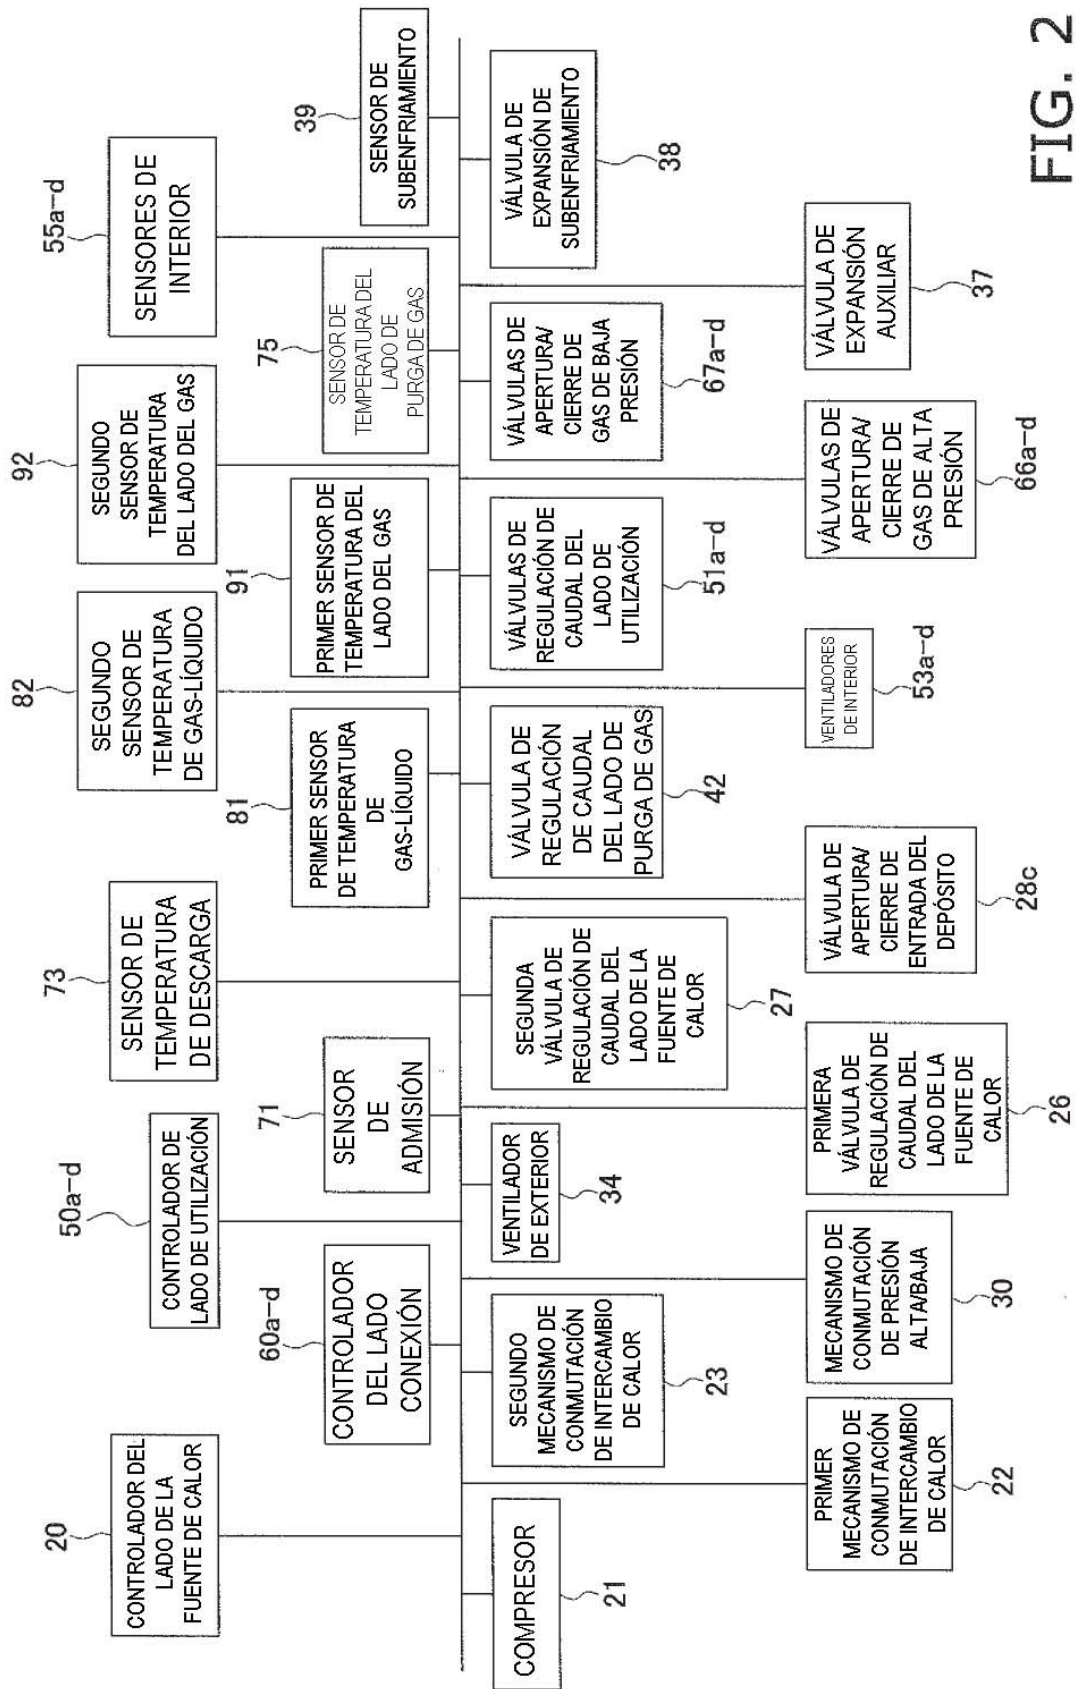 20
CONTROLADOR DEL
LADO DE LA
FUENTE DE CALOR
50a-d
CONTROLADOR DE
LADO DE UTILIZACIÓN
73
SENSOR DE
TEMPERATURA
DE DESCARGA
82
SEGUNDO
SENSOR DE
TEMPERATURA
DE GAS-LÍQUIDO
92
SEGUNDO
SENSOR DE
TEMPERATURA
DEL LADO DEL GAS
55a-d
SENSORES DE
INTERIOR
60a-d
CONTROLADOR
DEL LADO
CONEXIÓN
71
SENSOR
DE
ADMISIÓN
81
PRIMER SENSOR
DE TEMPERATURA
DE
GAS-LÍQUIDO
91
PRIMER SENSOR DE
TEMPERATURA DEL
LADO DEL GAS
75
SENSOR DE
TEMPERATURA DEL
LADO DE
PURGA DE GAS
39
SENSOR DE
SUBENFRIAMIENTO
COMPRESOR
21
SEGUNDO
MECANISMO DE
CONMUTACIÓN
DE INTERCAMBIO
DE CALOR
23
VENTILADOR
DE EXTERIOR
34
SEGUNDA
VÁLVULA DE
REGULACIÓN DE
CAUDAL DEL
LADO DE LA
FUENTE DE
CALOR
27
VÁLVULA DE
REGULACIÓN
DE CAUDAL
DEL LADO DE
PURGA DE GAS
42
VÁLVULAS DE
REGULACIÓN DE
CAUDAL DEL
LADO DE
UTILIZACIÓN
51a-d
VÁLVULAS DE
APERTURA/
CIERRE DE
GAS DE BAJA
PRESIÓN
67a-d
VÁLVULA DE
EXPANSIÓN DE
SUBENFRIAMIENTO
38
PRIMER
MECANISMO DE
CONMUTACIÓN
DE INTERCAMBIO
DE CALOR
22
MECANISMO DE
CONMUTACIÓN
DE PRESIÓN
ALTA/BAJA
30
PRIMERA
VÁLVULA DE
REGULACIÓN DE
CAUDAL DEL
LADO DE LA
FUENTE DE
CALOR
26
VÁLVULA DE
APERTURA/
CIERRE DE
ENTRADA DEL
DEPÓSITO
28c
VENTILADORES
DE INTERIOR
53a-d
VÁLVULAS DE
APERTURA/
CIERRE DE
GAS DE ALTA
PRESIÓN
66a-d
VÁLVULA DE
EXPANSIÓN
AUXILIAR
37
FIG. 2